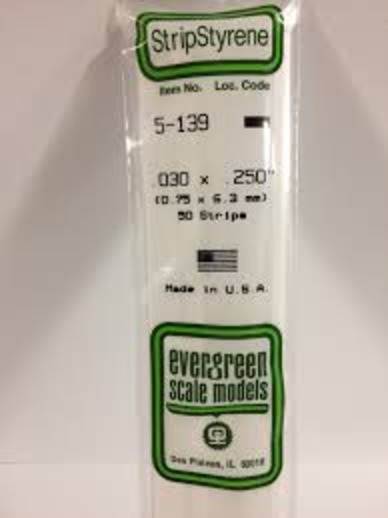 StripStyrene
Item No. Loc. Code
5-139
.030 x .250"
(0.75 x 6.3 mm)
50 Strips
Made in U.S.A.
evergreen
scale models
Des Plaines, IL 60018